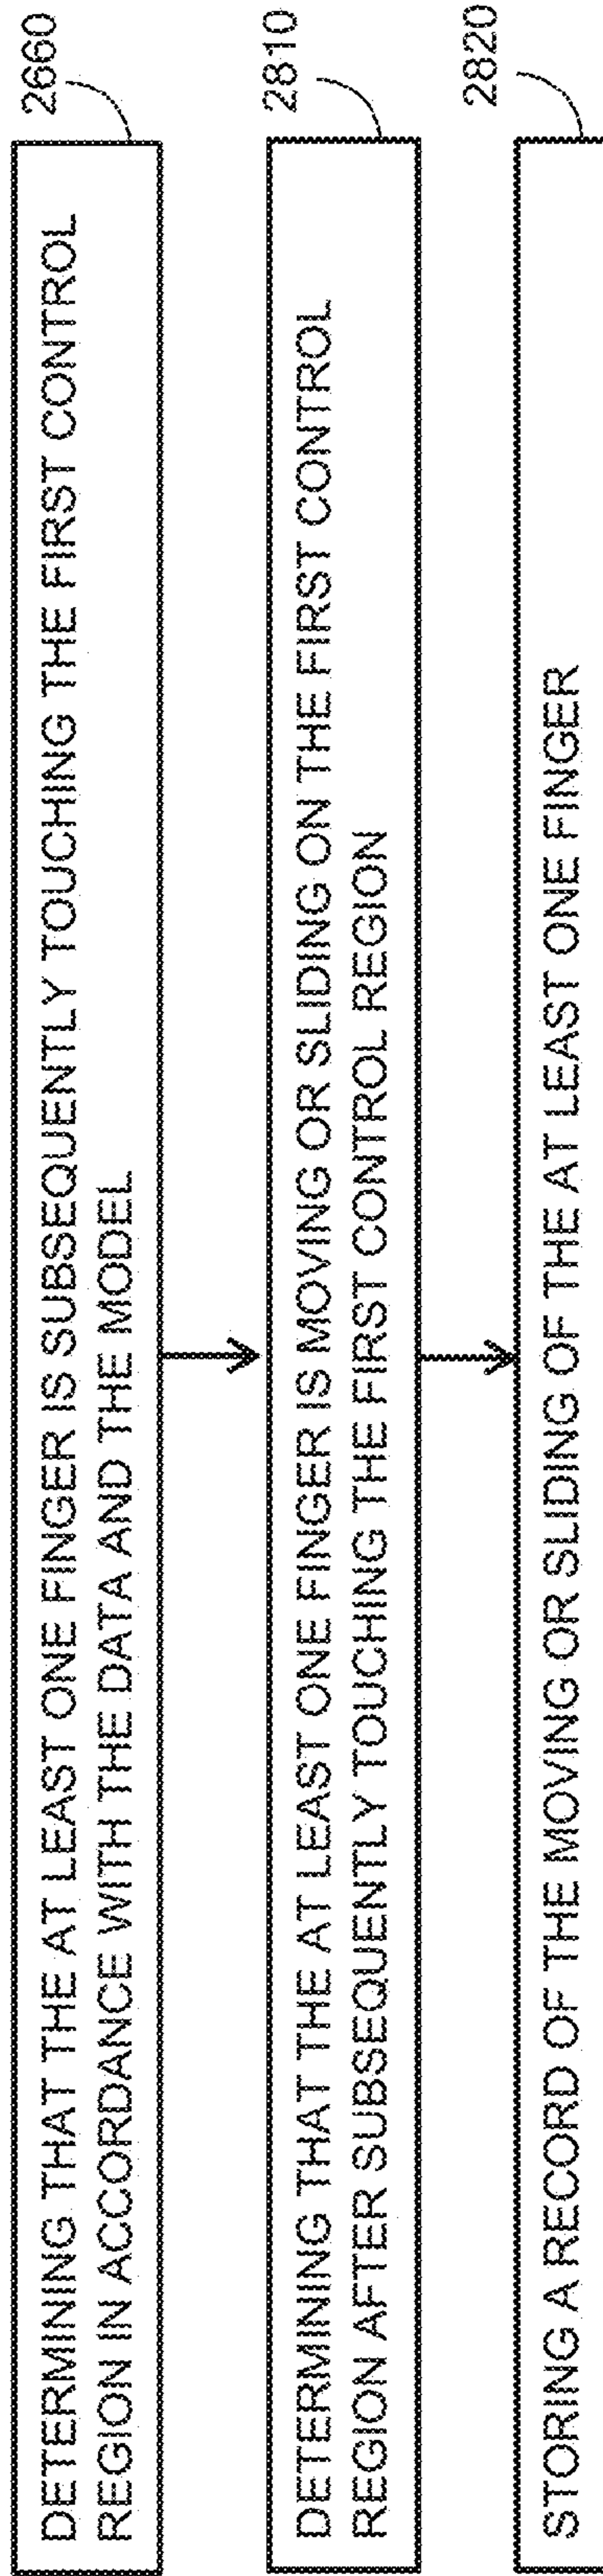 DETERMINING THAT THE AT LEAST ONE FINGER IS SUBSEQUENTLY TOUCHING THE FIRST CONTROL
REGION IN ACCORDANCE WITH THE DATA AND THE MODEL
2660
DETERMINING THAT THE AT LEAST ONE FINGER IS MOVING OR SLIDING ON THE FIRST CONTROL
REGION AFTER SUBSEQUENTLY TOUCHING THE FIRST CONTROL REGION
2810
STORING A RECORD OF THE MOVING OR SLIDING OF THE AT LEAST ONE FINGER
2820